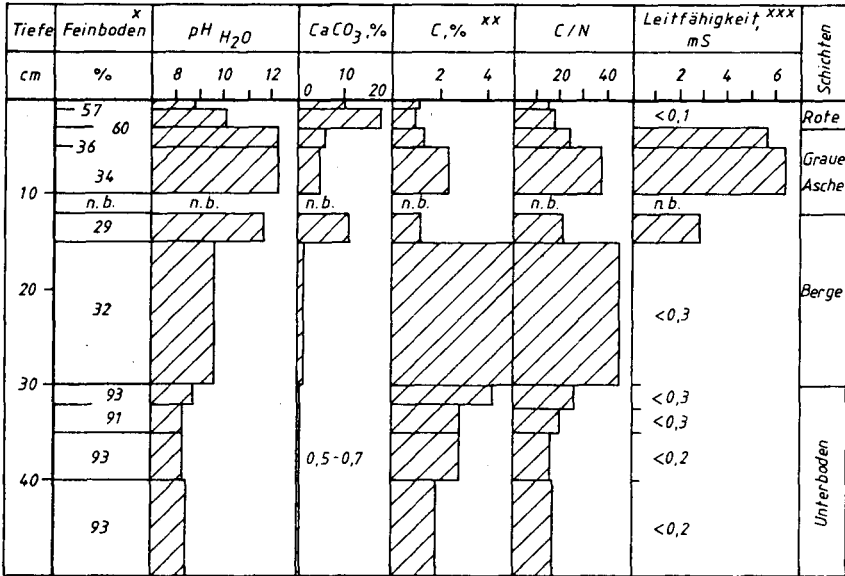 Tiefe Feinboden x pH H2O CaCO3,% C,% xx C/N Leitfähigkeit, xxx mS Schichten
cm % 8 10 12 0 10 20 2 4 20 40 2 4 6
57 <0,1 Rote
60
36 Graue
34 Asche
10
n.b. n.b. n.b. n.b. n.b. n.b.
29
20
32 <0,3 Berge
30
93 <0,3
91 <0,3
93 0,5-0,7 <0,2
40
93 <0,2 Unterboden